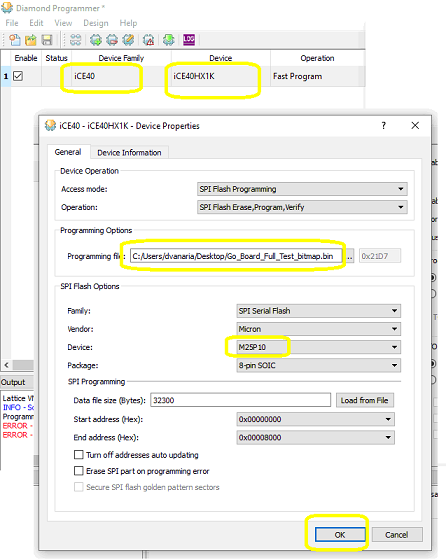 Diamond Programmer *
File Edit View Design Help
LOG
Enable Status Device Family Device Operation
1 iCE40 iCE40HX1K Fast Program
iCE40 - iCE40HX1K - Device Properties ? ×
General Device Information
Device Operation
Access mode: SPI Flash Programming
Operation: SPI Flash Erase,Program,Verify
Programming Options
Programming file: C:/Users/dvanaria/Desktop/Go_Board_Full_Test_bitmap.bin ... 0x21D7
SPI Flash Options
Family: SPI Serial Flash
Vendor: Micron
Device: M25P10
Package: 8-pin SOIC
SPI Programming
Data file size (Bytes): 32300 Load from File
Start address (Hex): 0x00000000
End address (Hex): 0x00008000
Turn off addresses auto updating
Erase SPI part on programming error
Secure SPI flash golden pattern sectors
OK Cancel
Output
Lattice VM
INFO - Sc
Programm
ERROR -
ERROR -